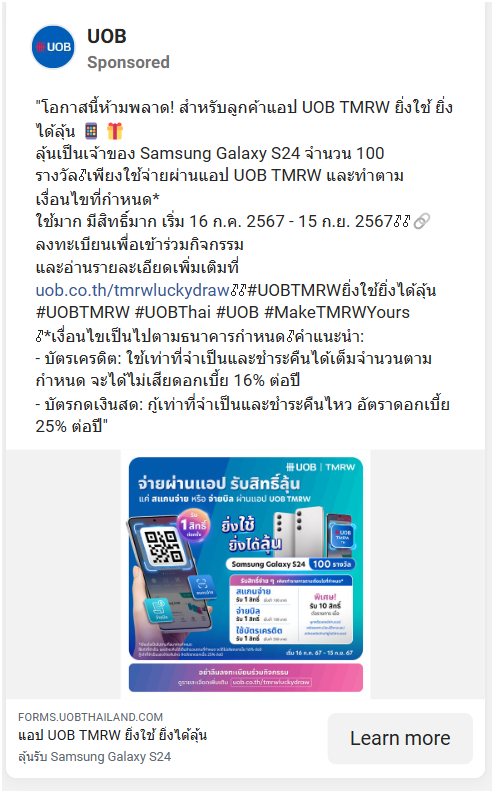 UOB
UOB
Sponsored
"โอกาสนี้ห้ามพลาด! สำหรับลูกค้าแอป UOB TMRW ยิ่งใช้ ยิ่ง
ได้ลุ้น 📱 🎁
ลุ้นเป็นเจ้าของ Samsung Galaxy S24 จำนวน 100
รางวัลเพียงใช้จ่ายผ่านแอป UOB TMRW และทำตาม
เงื่อนไขที่กำหนด*
ใช้มาก มีสิทธิ์มาก เริ่ม 16 ก.ค. 2567 - 15 ก.ย. 2567🔗
ลงทะเบียนเพื่อเข้าร่วมกิจกรรม
และอ่านรายละเอียดเพิ่มเติมที่
uob.co.th/tmrwluckydraw#UOBTMRWยิ่งใช้ยิ่งได้ลุ้น
#UOBTMRW #UOBThai #UOB #MakeTMRWYours
*เงื่อนไขเป็นไปตามธนาคารกำหนดคำแนะนำ:
- บัตรเครดิต: ใช้เท่าที่จำเป็นและชำระคืนได้เต็มจำนวนตาม
กำหนด จะได้ไม่เสียดอกเบี้ย 16% ต่อปี
- บัตรกดเงินสด: กู้เท่าที่จำเป็นและชำระคืนไหว อัตราดอกเบี้ย
25% ต่อปี"
UOB | TMRW
จ่ายผ่านแอป รับสิทธิ์ลุ้น
แค่ สแกนจ่าย หรือ จ่ายบิล ผ่านแอป UOB TMRW
รับ
1 สิทธิ์
ยิ่งใช้
ยิ่งได้ลุ้น
UOB
TMRW
Samsung Galaxy S24 100 รางวัล
สแกนจ่าย
รับ 1 สิทธิ์
จ่ายบิล
รับ 1 สิทธิ์
ใช้บัตรเครดิต
รับ 1 สิทธิ์
พิเศษ!
รับ 10 สิทธิ์
เริ่ม 16 ก.ค. 67 - 15 ก.ย. 67
อย่าลืมลงทะเบียนร่วมกิจกรรม
ดูรายละเอียดเพิ่มเติม uob.co.th/tmrwluckydraw
FORMS.UOBTHAILAND.COM
แอป UOB TMRW ยิ่งใช้ ยิ่งได้ลุ้น
ลุ้นรับ Samsung Galaxy S24
Learn more